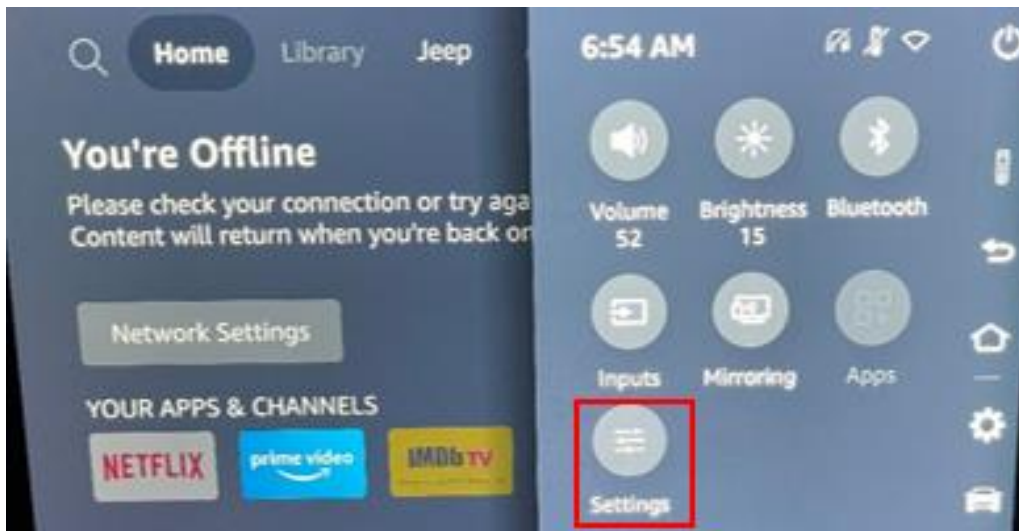 Home Library Jeep
You're Offline
Please check your connection or try aga
Content will return when you're back on
Network Settings
YOUR APPS & CHANNELS
NETFLIX prime video IMDb TV
6:54 AM
Volume Brightness Bluetooth
52 15
Inputs Mirroring Apps
Settings